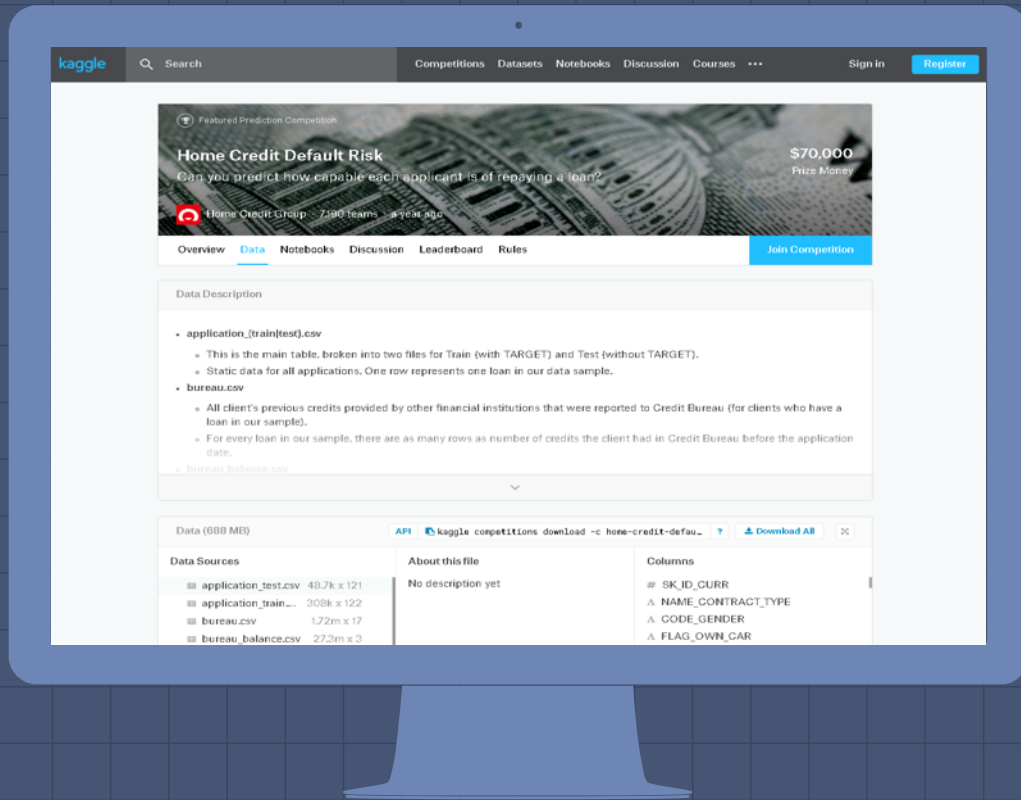 kaggle
Search
Competitions Datasets Notebooks Discussion Courses
Sign in
Register
Featured Prediction Competition
Home Credit Default Risk
Can you predict how capable each applicant is of repaying a loan?
$70,000
Prize Money
Home Credit Group · 7,190 teams · a year ago
Overview Data Notebooks Discussion Leaderboard Rules
Join Competition
Data Description
application_{train|test}.csv
This is the main table, broken into two files for Train (with TARGET) and Test (without TARGET).
Static data for all applications. One row represents one loan in our data sample.
bureau.csv
All client's previous credits provided by other financial institutions that were reported to Credit Bureau (for clients who have a
loan in our sample).
For every loan in our sample, there are as many rows as number of credits the client had in Credit Bureau before the application
date.
bureau_balance.csv
Data (688 MB)
API kaggle competitions download -c home-credit-defau… ? Download All
Data Sources
application_test.csv 48.7k x 121
application_train.… 308k x 122
bureau.csv 1.72m x 17
bureau_balance.csv 27.3m x 3
About this file
No description yet
Columns
# SK_ID_CURR
A NAME_CONTRACT_TYPE
A CODE_GENDER
A FLAG_OWN_CAR